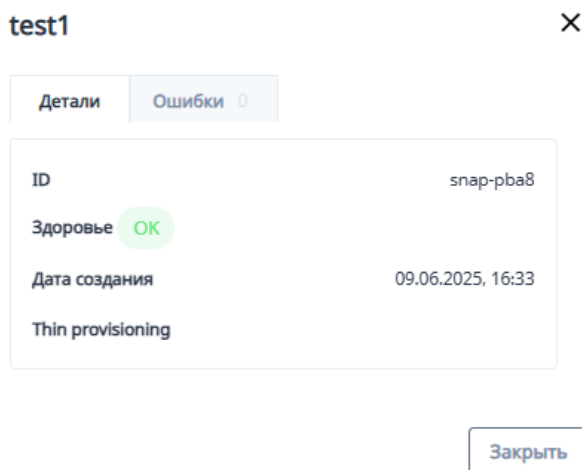 test1
Детали Ошибки 0
ID snap-pba8
Здоровье OK
Дата создания 09.06.2025, 16:33
Thin provisioning
Закрыть